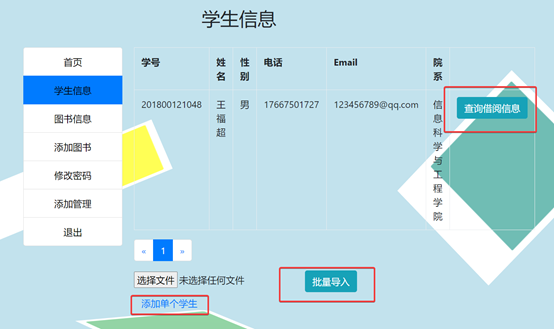 学生信息
首页
学生信息
图书信息
添加图书
修改密码
添加管理
退出
学号 姓名 性别 电话 Email 院系
201800121048 王福超 男 17667501727 123456789@qq.com 信息科学与工程学院 查询借阅信息
« 1 »
选择文件 未选择任何文件 批量导入
添加单个学生